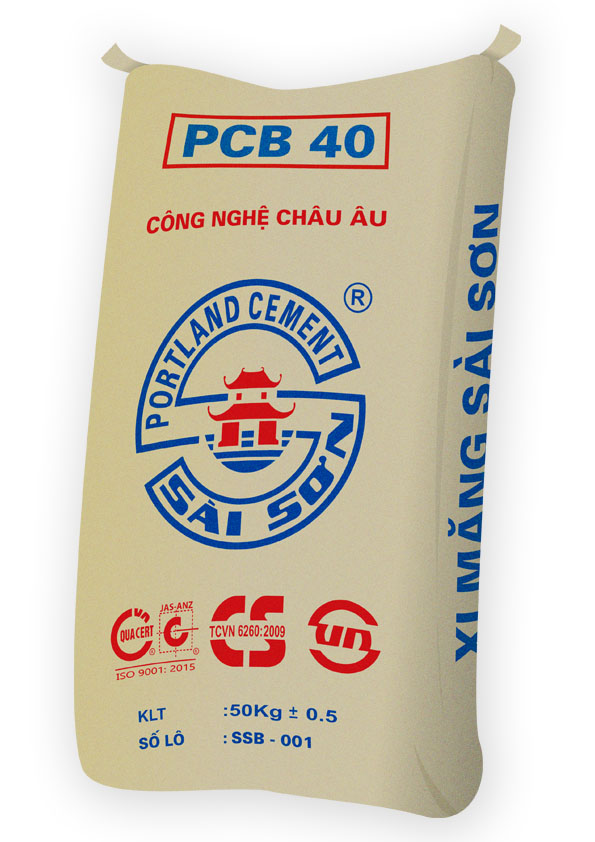 PCB 40
CÔNG NGHỆ CHÂU ÂU
®
PORTLAND CEMENT
SÀI SƠN
XI MĂNG SÀI SƠN
JAS-ANZ
QUACERT
®
®
ISO 9001: 2015
CS
TCVN 6260:2009
KLT :50Kg ± 0.5
SỐ LÔ : SSB - 001